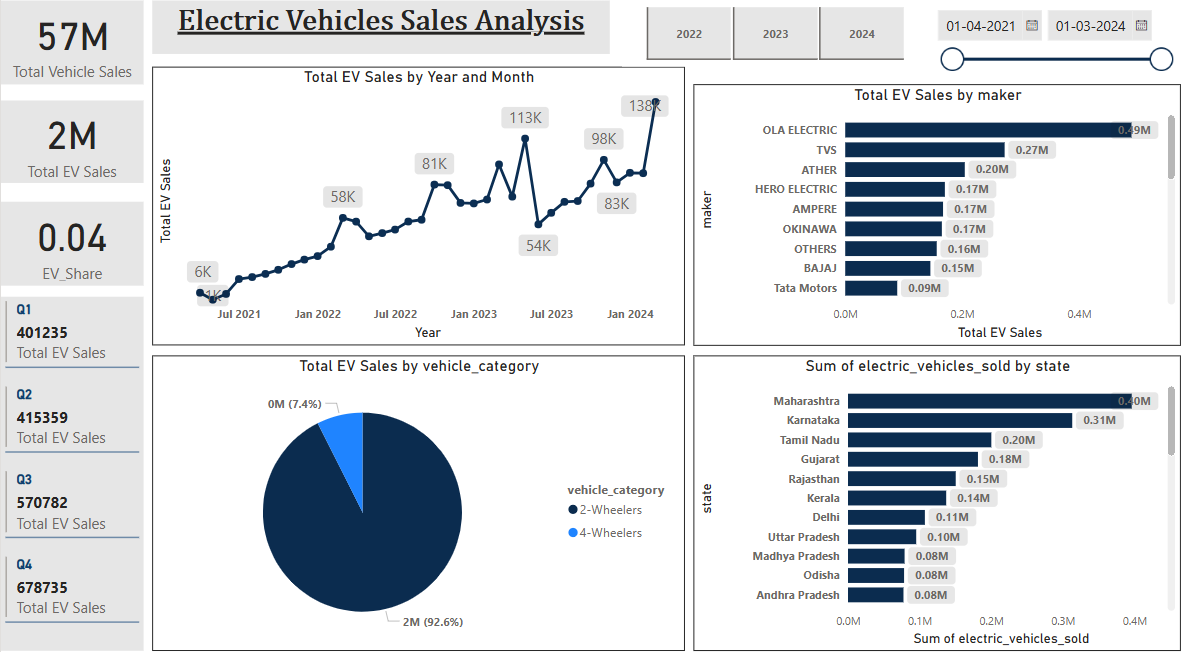 57M
Total Vehicle Sales
2M
Total EV Sales
0.04
EV_Share
Q1
401235
Total EV Sales
Q2
415359
Total EV Sales
Q3
570782
Total EV Sales
Q4
678735
Total EV Sales
Electric Vehicles Sales Analysis
2022 2023 2024
01-04-2021 01-03-2024
Total EV Sales by Year and Month
Total EV Sales
6K
1K
58K
81K
113K
54K
98K
83K
138K
Jul 2021 Jan 2022 Jul 2022 Jan 2023 Jul 2023 Jan 2024
Year
Total EV Sales by maker
maker
OLA ELECTRIC 0.49M
TVS 0.27M
ATHER 0.20M
HERO ELECTRIC 0.17M
AMPERE 0.17M
OKINAWA 0.17M
OTHERS 0.16M
BAJAJ 0.15M
Tata Motors 0.09M
0.0M 0.2M 0.4M
Total EV Sales
Total EV Sales by vehicle_category
0M (7.4%)
2M (92.6%)
vehicle_category
2-Wheelers
4-Wheelers
Sum of electric_vehicles_sold by state
state
Maharashtra 0.40M
Karnataka 0.31M
Tamil Nadu 0.20M
Gujarat 0.18M
Rajasthan 0.15M
Kerala 0.14M
Delhi 0.11M
Uttar Pradesh 0.10M
Madhya Pradesh 0.08M
Odisha 0.08M
Andhra Pradesh 0.08M
0.0M 0.1M 0.2M 0.3M 0.4M
Sum of electric_vehicles_sold